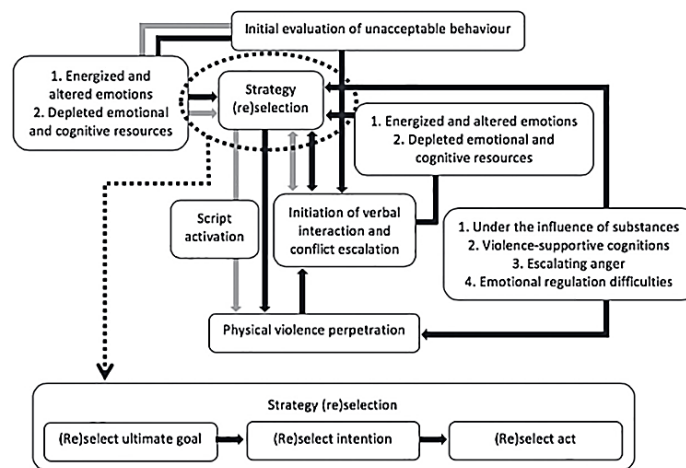 Initial evaluation of unacceptable behaviour
1. Energized and
altered emotions
2. Depleted emotional
and cognitive resources
Strategy
(re)selection
1. Energized and altered emotions
2. Depleted emotional and
cognitive resources
Script
activation
Initiation of verbal
interaction and
conflict escalation
1. Under the influence of substances
2. Violence-supportive cognitions
3. Escalating anger
4. Emotional regulation difficulties
Physical violence perpetration
Strategy (re)selection
(Re)select ultimate goal
(Re)select intention
(Re)select act